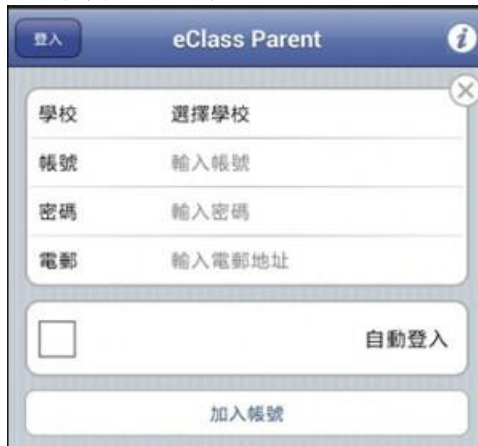 登入 eClass Parent i
學校 選擇學校
帳號 輸入帳號
密碼 輸入密碼
電郵 輸入電郵地址
自動登入
加入帳號